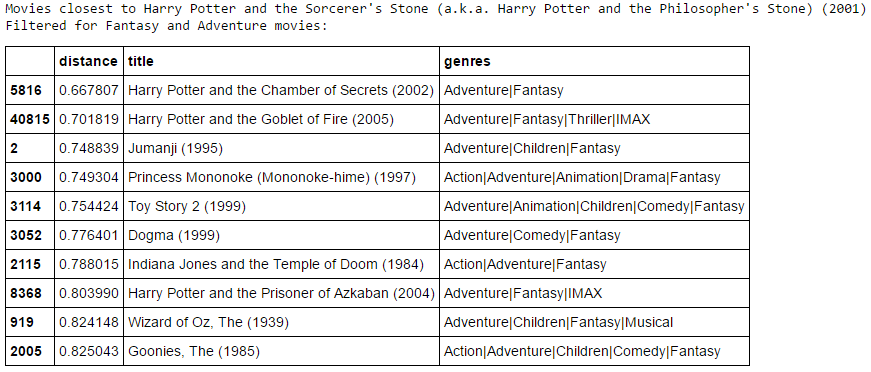 Movies closest to Harry Potter and the Sorcerer's Stone (a.k.a. Harry Potter and the Philosopher's Stone) (2001)
Filtered for Fantasy and Adventure movies:
distance title genres
5816 0.667807 Harry Potter and the Chamber of Secrets (2002) Adventure|Fantasy
40815 0.701819 Harry Potter and the Goblet of Fire (2005) Adventure|Fantasy|Thriller|IMAX
2 0.748839 Jumanji (1995) Adventure|Children|Fantasy
3000 0.749304 Princess Mononoke (Mononoke-hime) (1997) Action|Adventure|Animation|Drama|Fantasy
3114 0.754424 Toy Story 2 (1999) Adventure|Animation|Children|Comedy|Fantasy
3052 0.776401 Dogma (1999) Adventure|Comedy|Fantasy
2115 0.788015 Indiana Jones and the Temple of Doom (1984) Action|Adventure|Fantasy
8368 0.803990 Harry Potter and the Prisoner of Azkaban (2004) Adventure|Fantasy|IMAX
919 0.824148 Wizard of Oz, The (1939) Adventure|Children|Fantasy|Musical
2005 0.825043 Goonies, The (1985) Action|Adventure|Children|Comedy|Fantasy